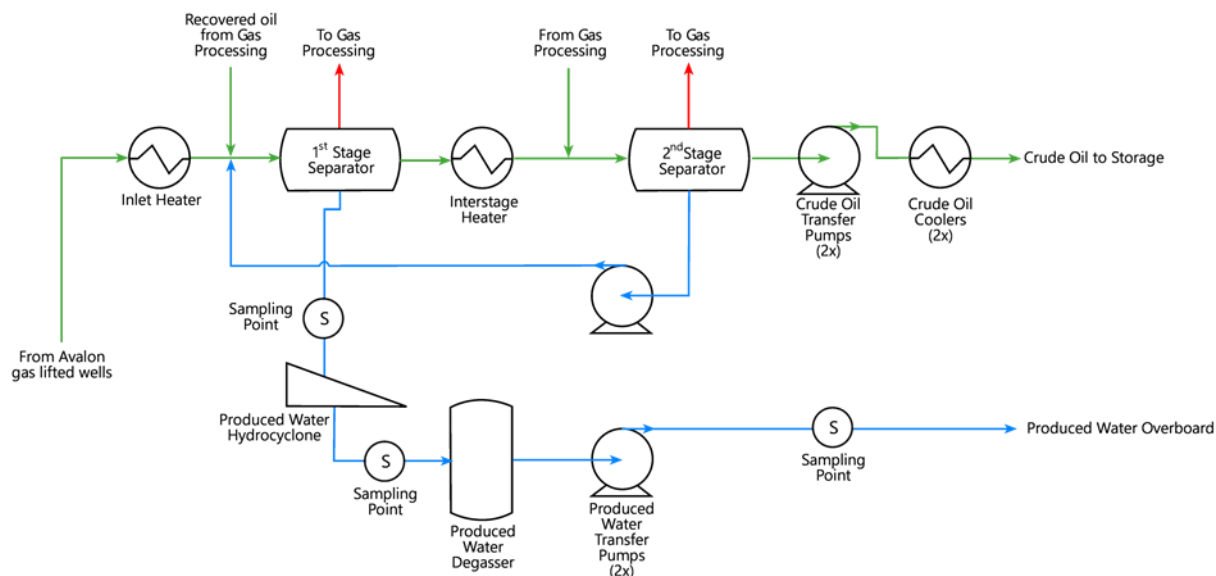 Recovered oil
from Gas
Processing
To Gas
Processing
From Gas
Processing
To Gas
Processing
1st Stage
Separator
2nd Stage
Separator
Inlet Heater
Interstage
Heater
Crude Oil
Transfer
Pumps
(2x)
Crude Oil
Coolers
(2x)
Crude Oil to Storage
Sampling
Point
S
From Avalon
gas lifted wells
Produced Water
Hydrocyclone
S
Sampling
Point
Produced
Water
Degasser
Produced
Water
Transfer
Pumps
(2x)
S
Sampling
Point
Produced Water Overboard